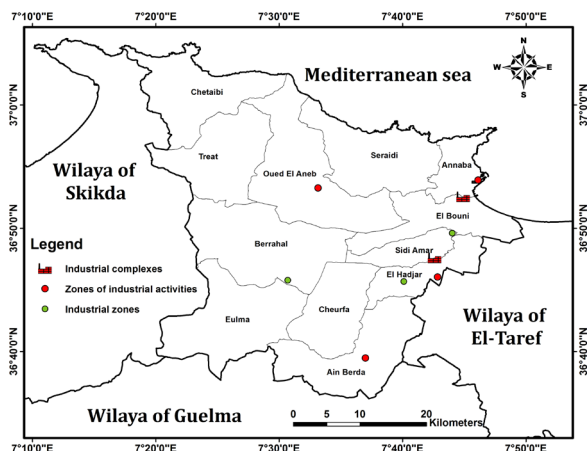 7°10'0"E 7°20'0"E 7°30'0"E 7°40'0"E 7°50'0"E
37°0'0"N
36°50'0"N
36°40'0"N
Mediterranean sea
N
W E
S
Chetaibi
Treat
Oued El Aneb
Seraidi
Annaba
Wilaya of
Skikda
El Bouni
Berrahal
Sidi Amar
El Hadjar
Legend
Industrial complexes
Zones of industrial activities
Industrial zones
Eulma
Cheurfa
Ain Berda
Wilaya of
El-Taref
Wilaya of Guelma
0 5 10 20
Kilometers
37°0'0"N
36°50'0"N
36°40'0"N
7°10'0"E 7°20'0"E 7°30'0"E 7°40'0"E 7°50'0"E